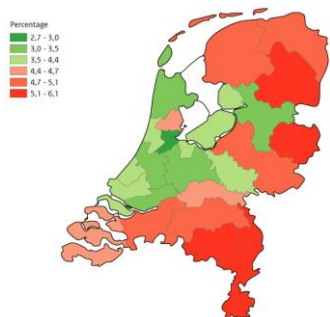 Percentage
2,7 - 3,0
3,0 - 3,5
3,5 - 4,4
4,4 - 4,7
4,7 - 5,1
5,1 - 6,1